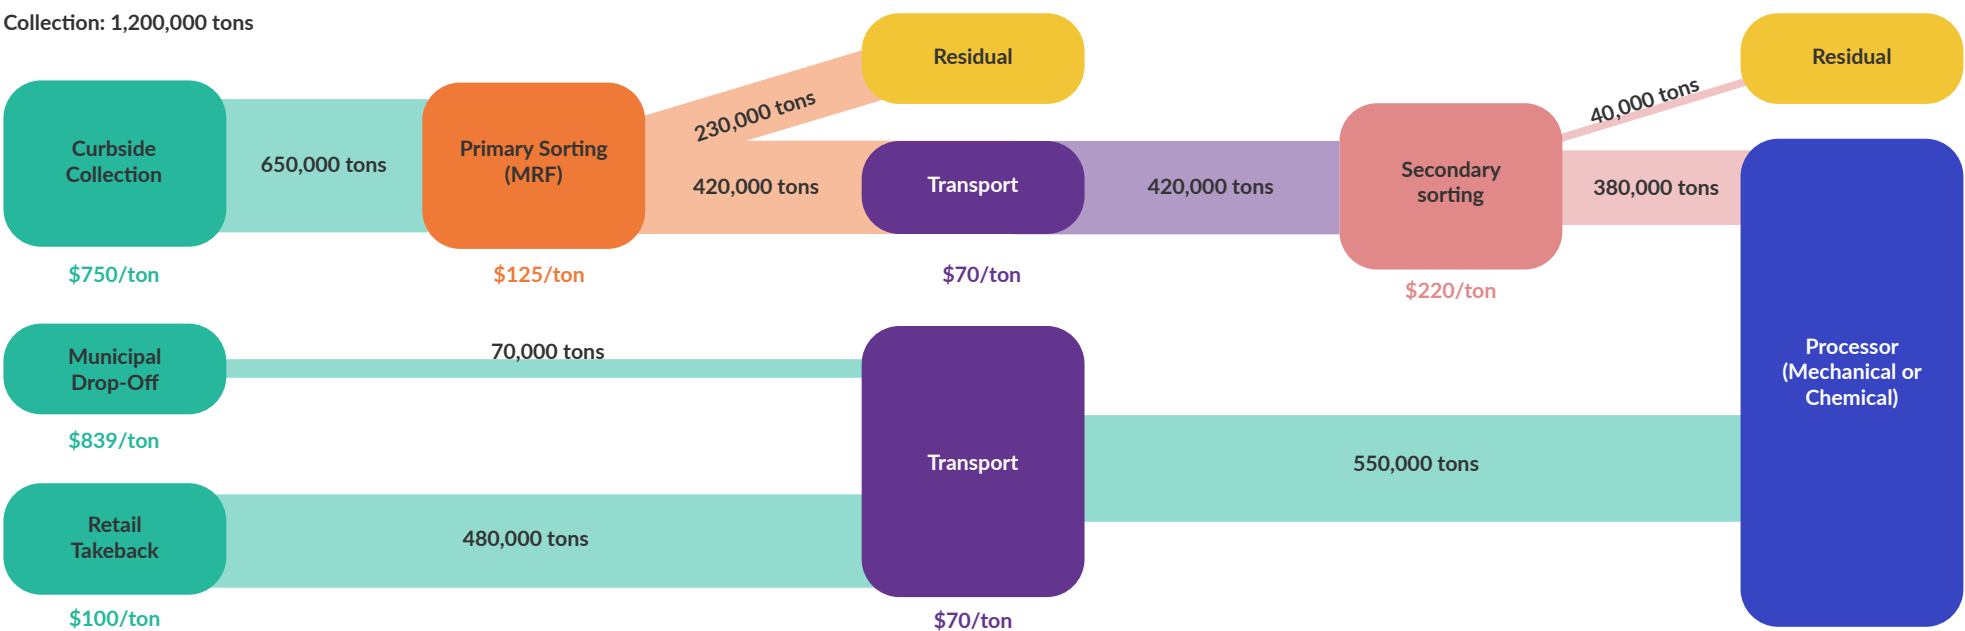 Collection: 1,200,000 tons
Residual
Residual
40,000 tons
230,000 tons
Curbside
Collection
650,000 tons
Primary Sorting
(MRF)
420,000 tons
Transport
420,000 tons
Secondary
sorting
380,000 tons
$750/ton
$125/ton
$70/ton
$220/ton
Municipal
Drop-Off
70,000 tons
Processor
(Mechanical or
Chemical)
$839/ton
Transport
550,000 tons
Retail
Takeback
480,000 tons
$100/ton
$70/ton